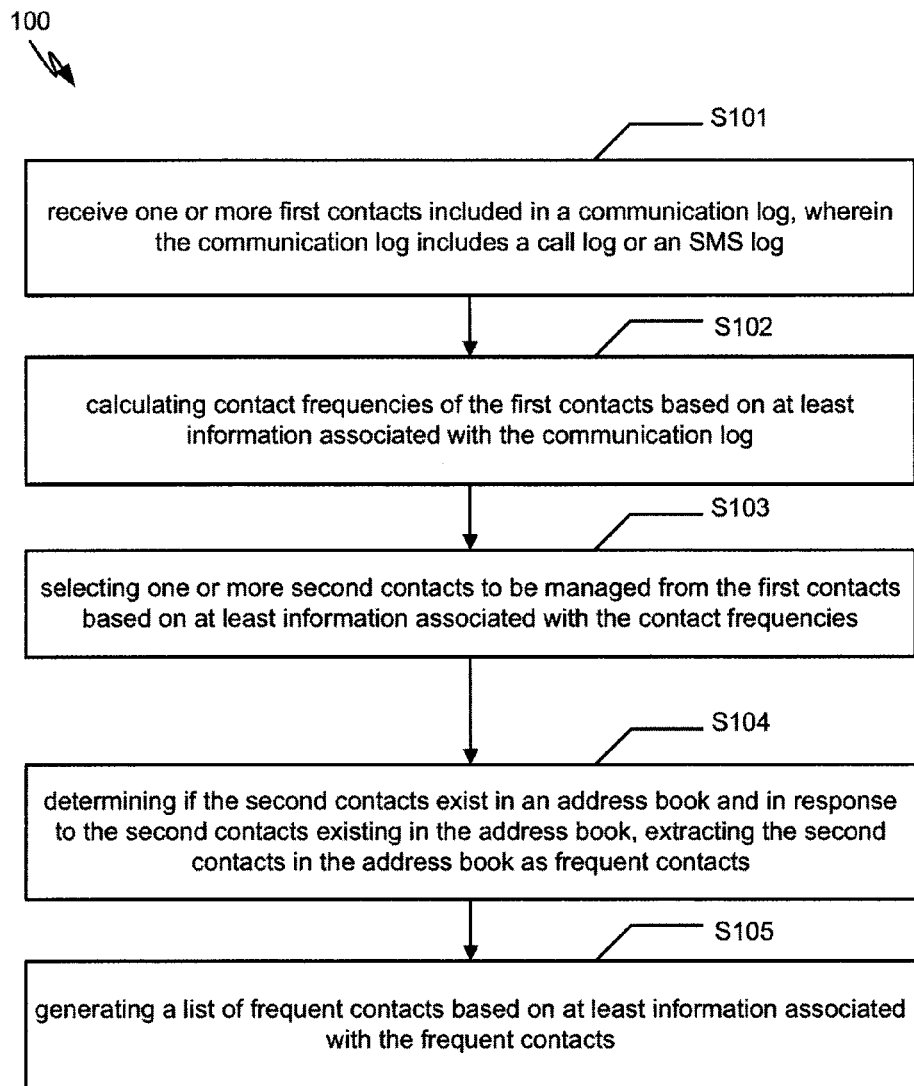 100
S101
receive one or more first contacts included in a communication log, wherein
the communication log includes a call log or an SMS log
S102
calculating contact frequencies of the first contacts based on at least
information associated with the communication log
S103
selecting one or more second contacts to be managed from the first contacts
based on at least information associated with the contact frequencies
S104
determining if the second contacts exist in an address book and in response
to the second contacts existing in the address book, extracting the second
contacts in the address book as frequent contacts
S105
generating a list of frequent contacts based on at least information associated
with the frequent contacts